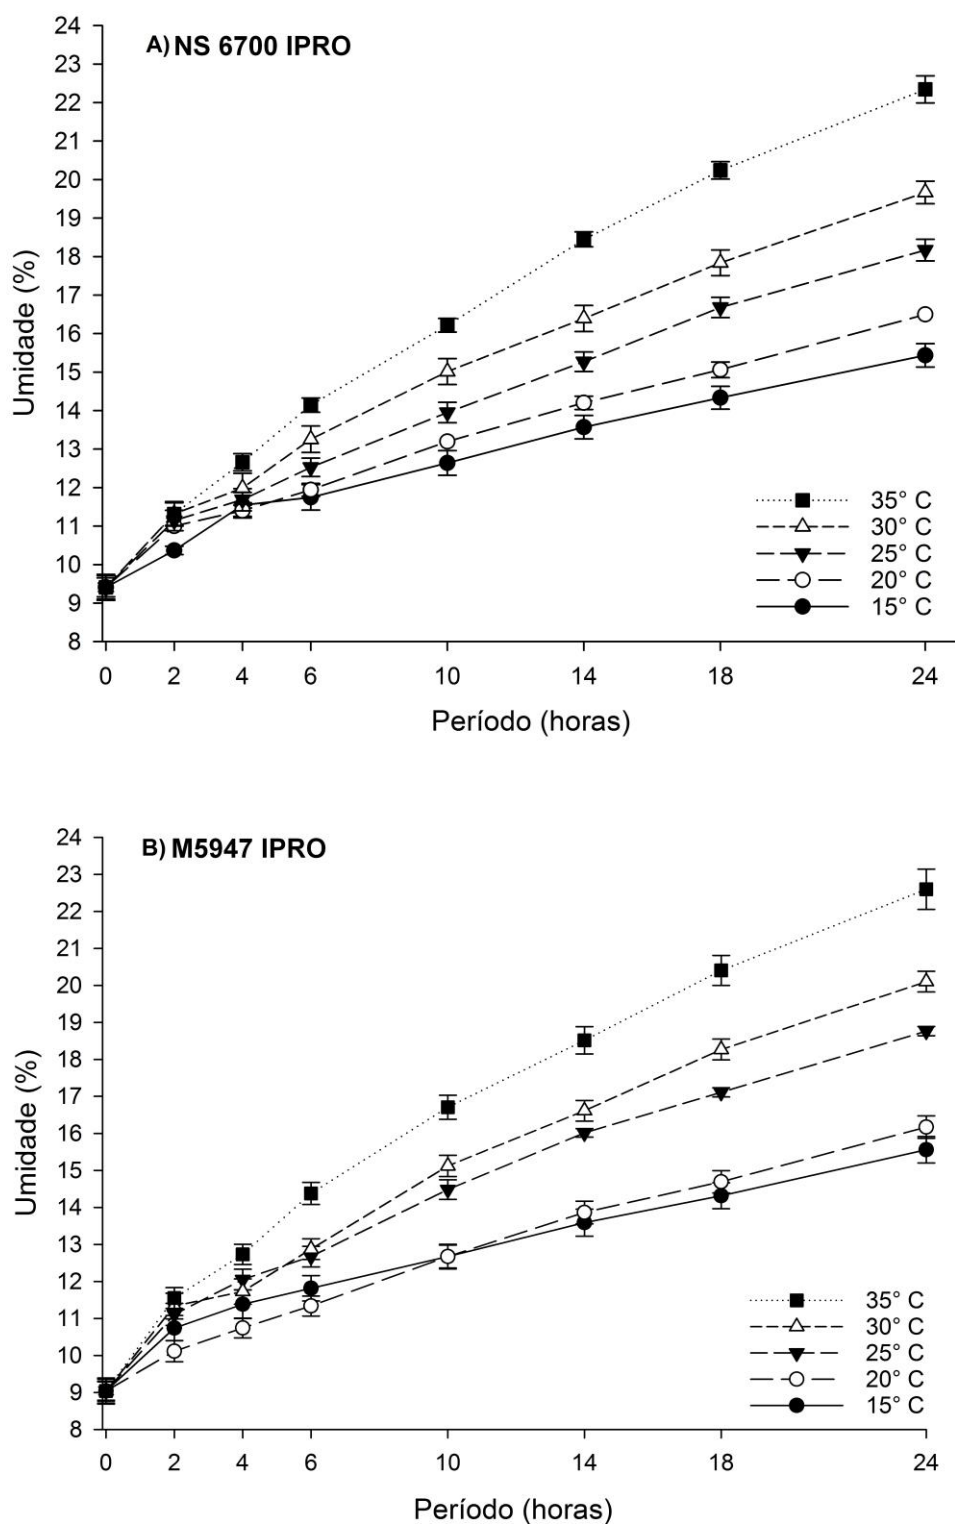 A) NS 6700 IPRO
24
23
22
21
20
19
18
17
16
15
14
13
12
11
10
9
8
Umidade (%)
35° C
30° C
25° C
20° C
15° C
0 2 4 6 10 14 18 24
Período (horas)
B) M5947 IPRO
24
23
22
21
20
19
18
17
16
15
14
13
12
11
10
9
8
Umidade (%)
35° C
30° C
25° C
20° C
15° C
0 2 4 6 10 14 18 24
Período (horas)